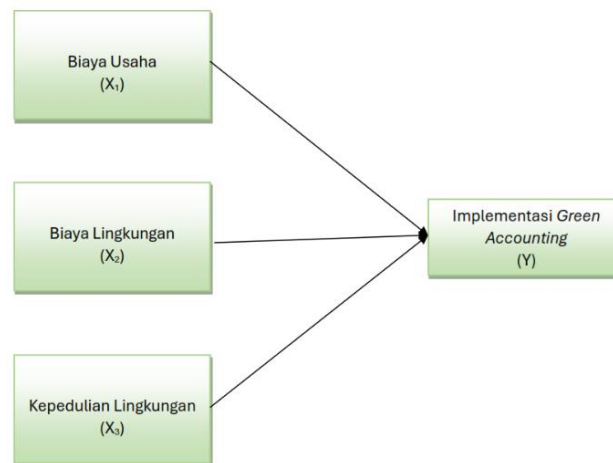 Biaya Usaha
(X₁)
Biaya Lingkungan
(X₂)
Kepedulian Lingkungan
(X₃)
Implementasi Green
Accounting
(Y)